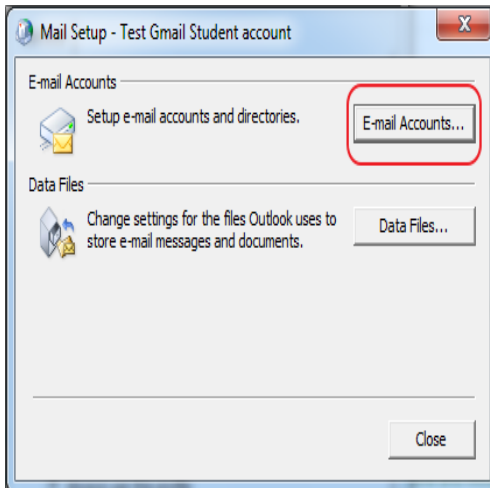 Mail Setup - Test Gmail Student account
X
E-mail Accounts
Setup e-mail accounts and directories.
E-mail Accounts...
Data Files
Change settings for the files Outlook uses to
store e-mail messages and documents.
Data Files...
Close